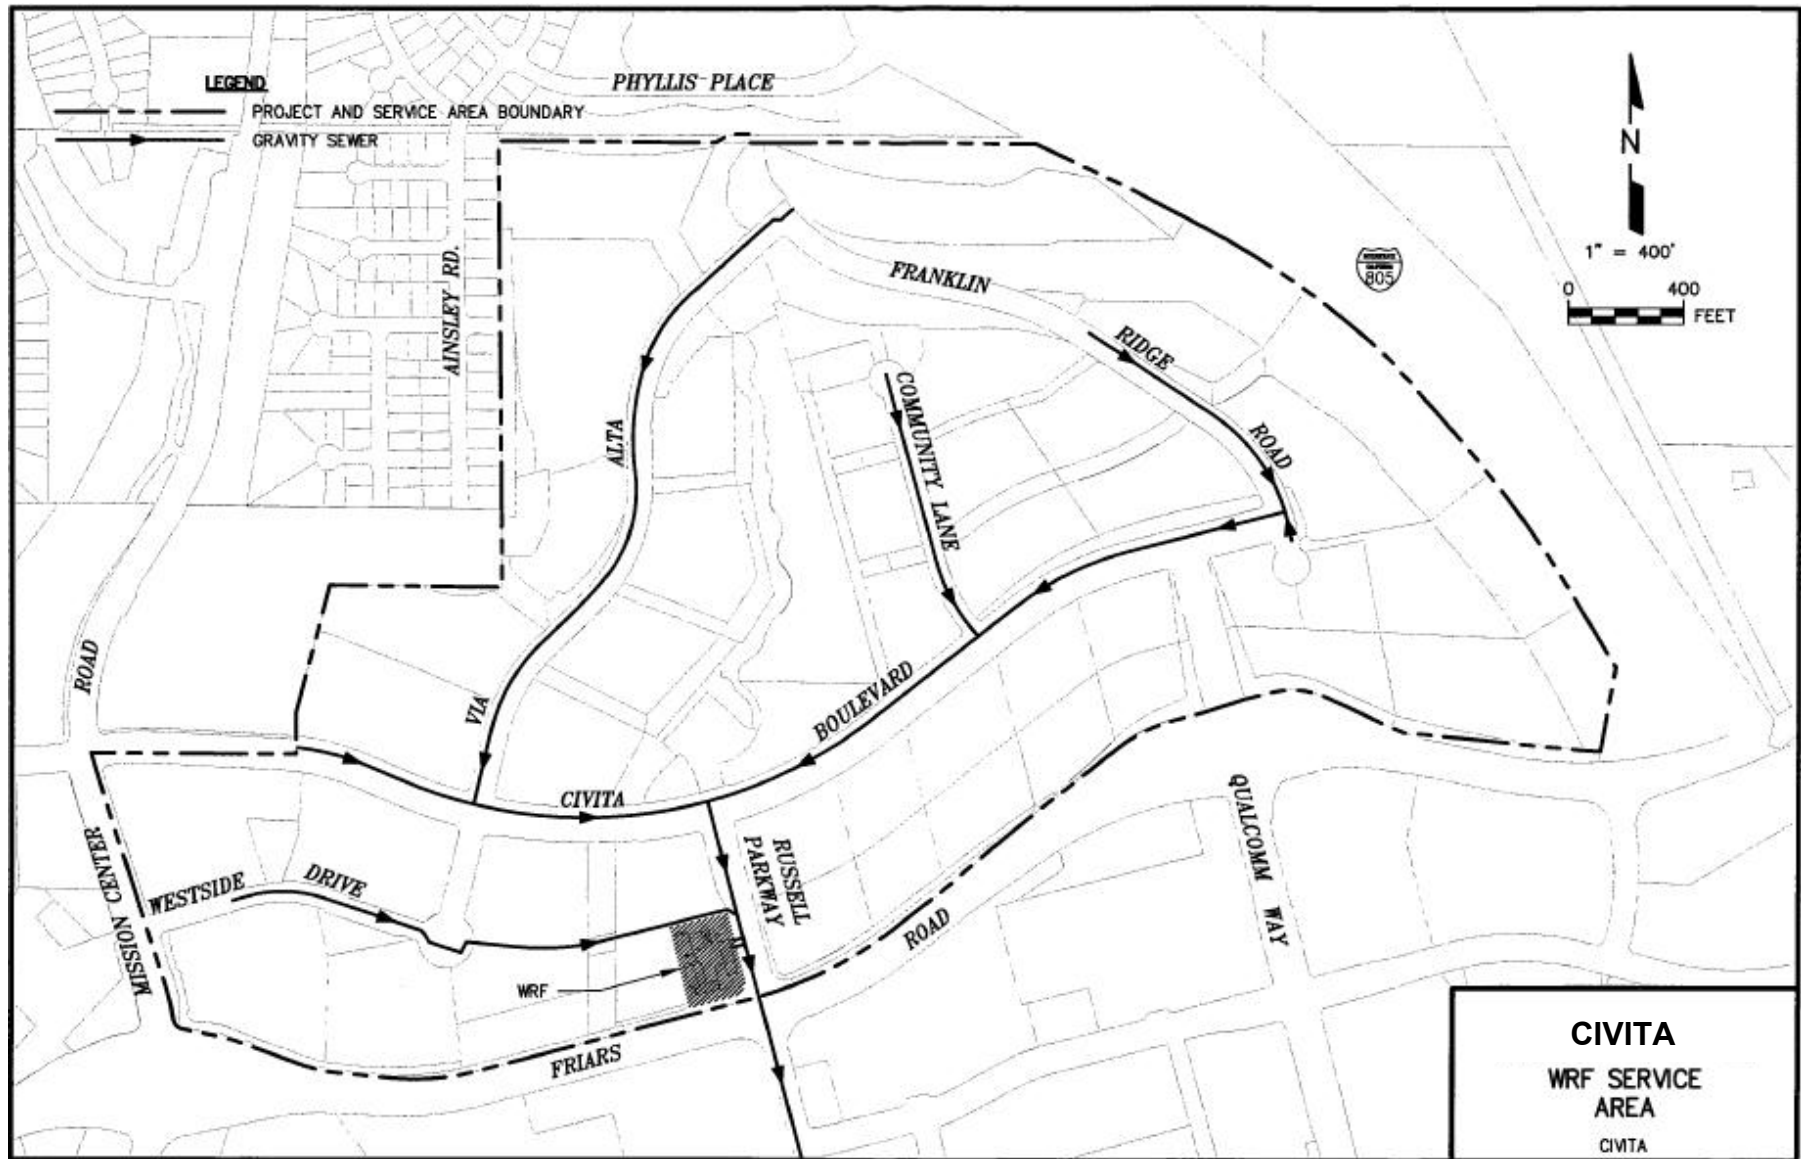 LEGEND
PROJECT AND SERVICE AREA BOUNDARY
GRAVITY SEWER
PHYLLIS PLACE
N
1" = 400'
0 400
FEET
805
AINSLEY RD.
FRANKLIN
RIDGE
ROAD
ALTA
VIA
COMMUNITY LANE
ROAD
BOULEVARD
CIVITA
RUSSELL
PARKWAY
QUALCOMM WAY
WESTSIDE
DRIVE
MISSION CENTER
WRF
ROAD
FRIARS
CIVITA
WRF SERVICE
AREA
CIVITA